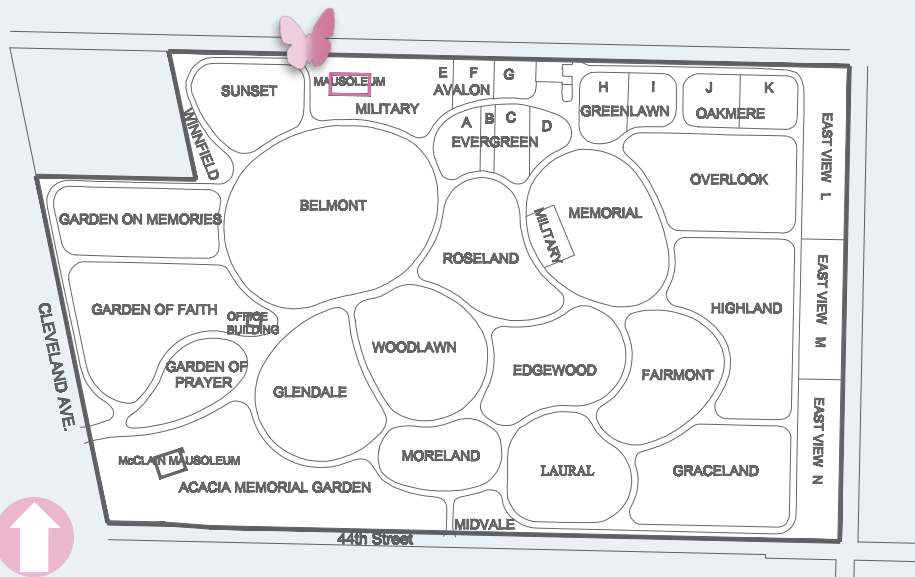 SUNSET
MAUSOLEUM
MILITARY
E F G
AVALON
H I
GREENLAWN
J K
OAKMERE
A B C D
EVERGREEN
EAST VIEW L
WINNFIELD
OVERLOOK
BELMONT
GARDEN ON MEMORIES
MEMORIAL
MILITARY
ROSELAND
GARDEN OF FAITH
OFFICE
BUILDING
HIGHLAND
EAST VIEW M
CLEVELAND AVE.
WOODLAWN
GARDEN OF
PRAYER
EDGEWOOD
FAIRMONT
GLENDALE
EAST VIEW N
McCLAIN MAUSOLEUM
MORELAND
LAURAL
GRACELAND
ACACIA MEMORIAL GARDEN
MIDVALE
44th Street